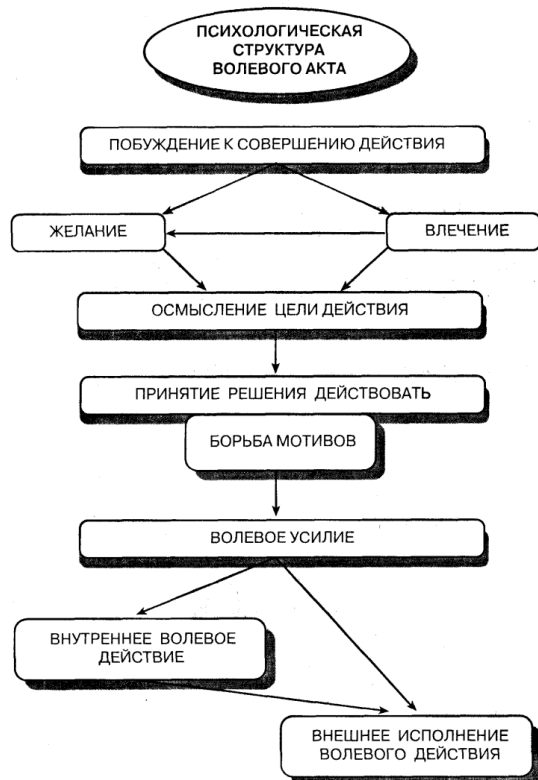 ПСИХОЛОГИЧЕСКАЯ
СТРУКТУРА
ВОЛЕВОГО АКТА
ПОБУЖДЕНИЕ К СОВЕРШЕНИЮ ДЕЙСТВИЯ
ЖЕЛАНИЕ
ВЛЕЧЕНИЕ
ОСМЫСЛЕНИЕ ЦЕЛИ ДЕЙСТВИЯ
ПРИНЯТИЕ РЕШЕНИЯ ДЕЙСТВОВАТЬ
БОРЬБА МОТИВОВ
ВОЛЕВОЕ УСИЛИЕ
ВНУТРЕННЕЕ ВОЛЕВОЕ
ДЕЙСТВИЕ
ВНЕШНЕЕ ИСПОЛНЕНИЕ
ВОЛЕВОГО ДЕЙСТВИЯ